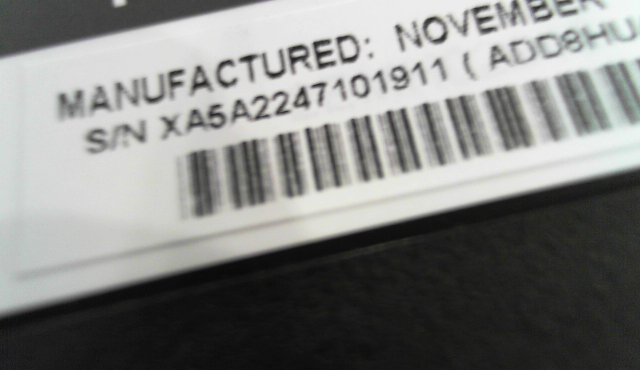 MANUFACTURED: NOVEMBER
S/N XA5A2247101911 ( ADD8HU